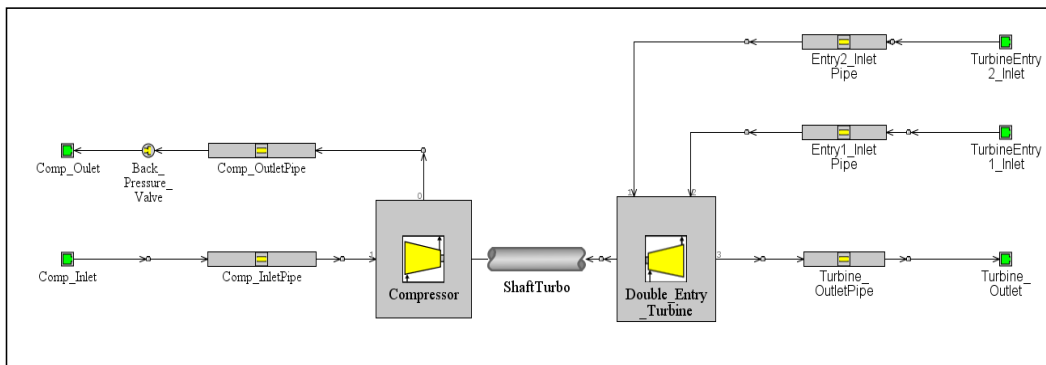 Entry2_Inlet
Pipe
TurbineEntry
2_Inlet
Comp_Oulet
Back_
Pressure_
Valve
Comp_OutletPipe
Entry1_Inlet
Pipe
TurbineEntry
1_Inlet
0
1
2
Comp_Inlet
Comp_InletPipe
1
Compressor
ShaftTurbo
Double_Entry
_Turbine
3
Turbine_
OutletPipe
Turbine_
Outlet